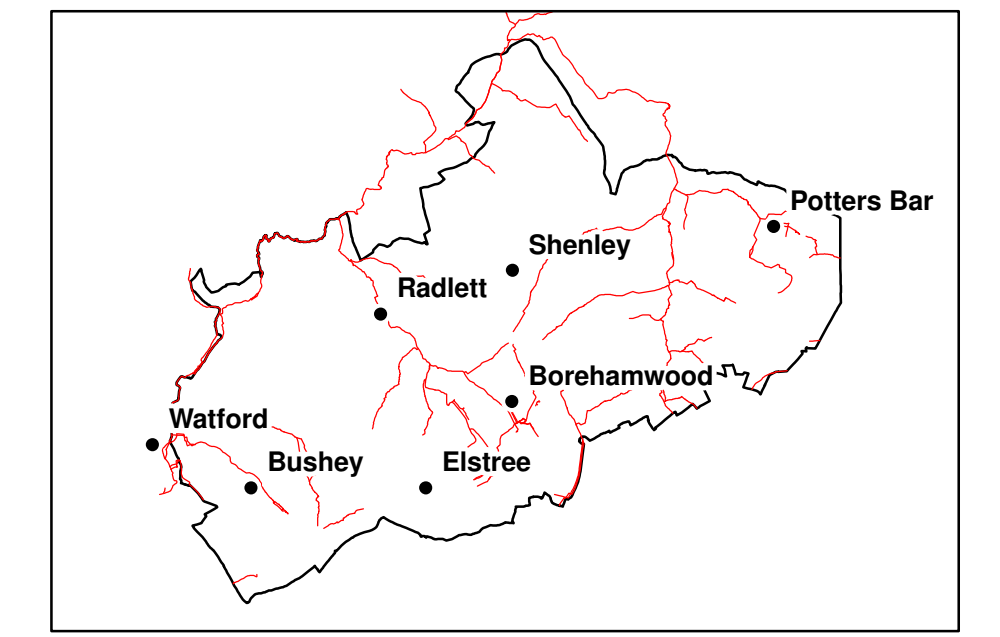 Potters Bar
Shenley
Radlett
Borehamwood
Watford
Bushey
Elstree